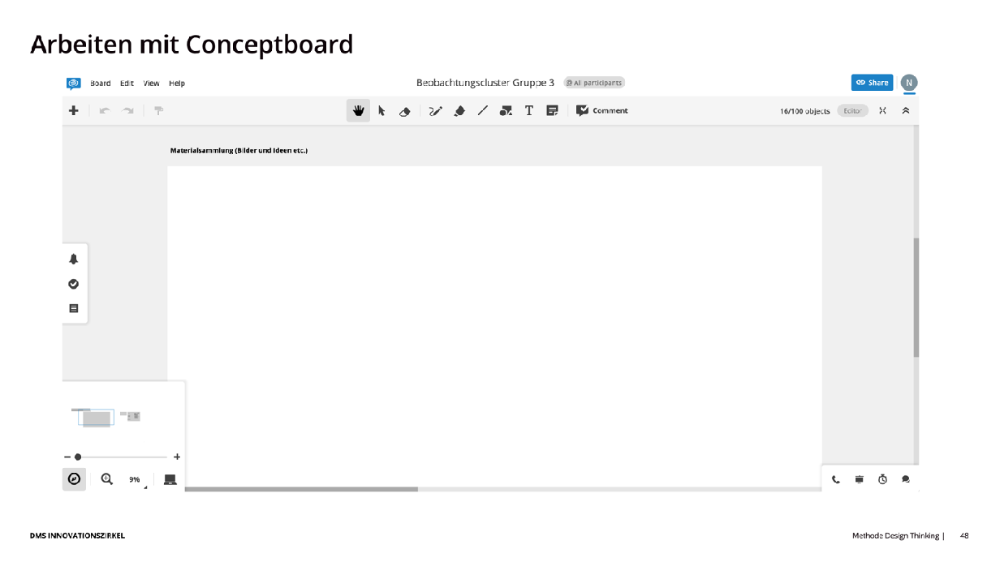 Arbeiten mit Conceptboard
Board Edit View Help
Beobachtungscluster Gruppe 3 @ All participants
Share N
T Comment
16/100 objects Editor
Materialsammlung (Bilder und Ideen etc.)
9%
DMS INNOVATIONSZIRKEL
Methode Design Thinking | 48